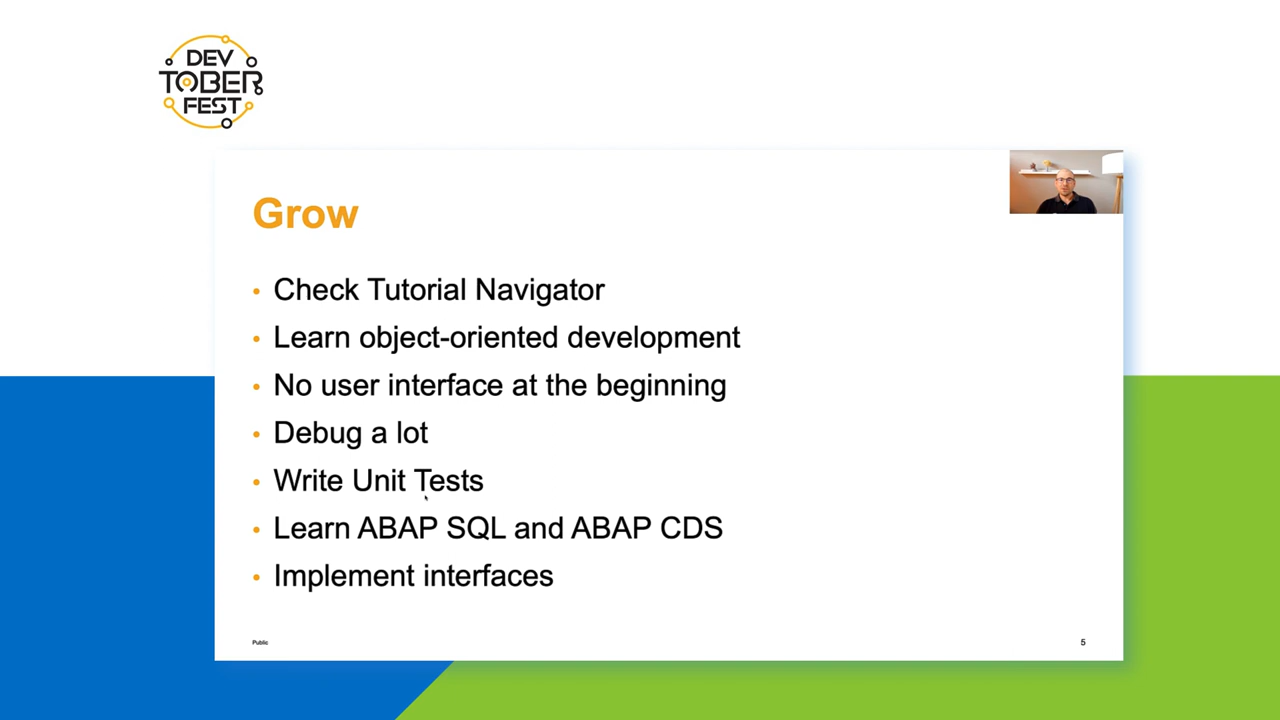 DEV
TOBER
FEST
Grow
• Check Tutorial Navigator
• Learn object-oriented development
• No user interface at the beginning
• Debug a lot
• Write Unit Tests
• Learn ABAP SQL and ABAP CDS
• Implement interfaces
Public
5